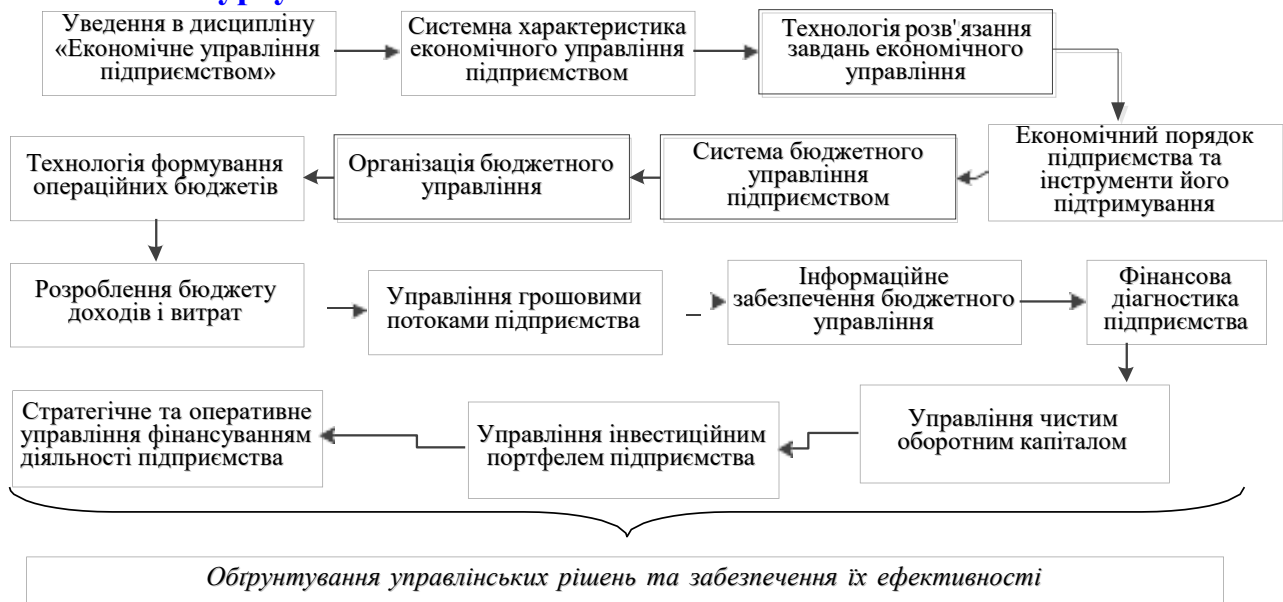 Уведення в дисципліну
«Економічне управління
підприємством»
Системна характеристика
економічного управління
підприємством
Технологія розв'язання
завдань економічного
управління
Економічний порядок
підприємства та
інструменти його
підтримування
Система бюджетного
управління
підприємством
Організація бюджетного
управління
Технологія формування
операційних бюджетів
Розроблення бюджету
доходів і витрат
Управління грошовими
потоками підприємства
Інформаційне
забезпечення бюджетного
управління
Фінансова
діагностика
підприємства
Управління чистим
оборотним капіталом
Управління інвестиційним
портфелем підприємства
Стратегічне та оперативне
управління фінансуванням
діяльності підприємства
Обґрунтування управлінських рішень та забезпечення їх ефективності